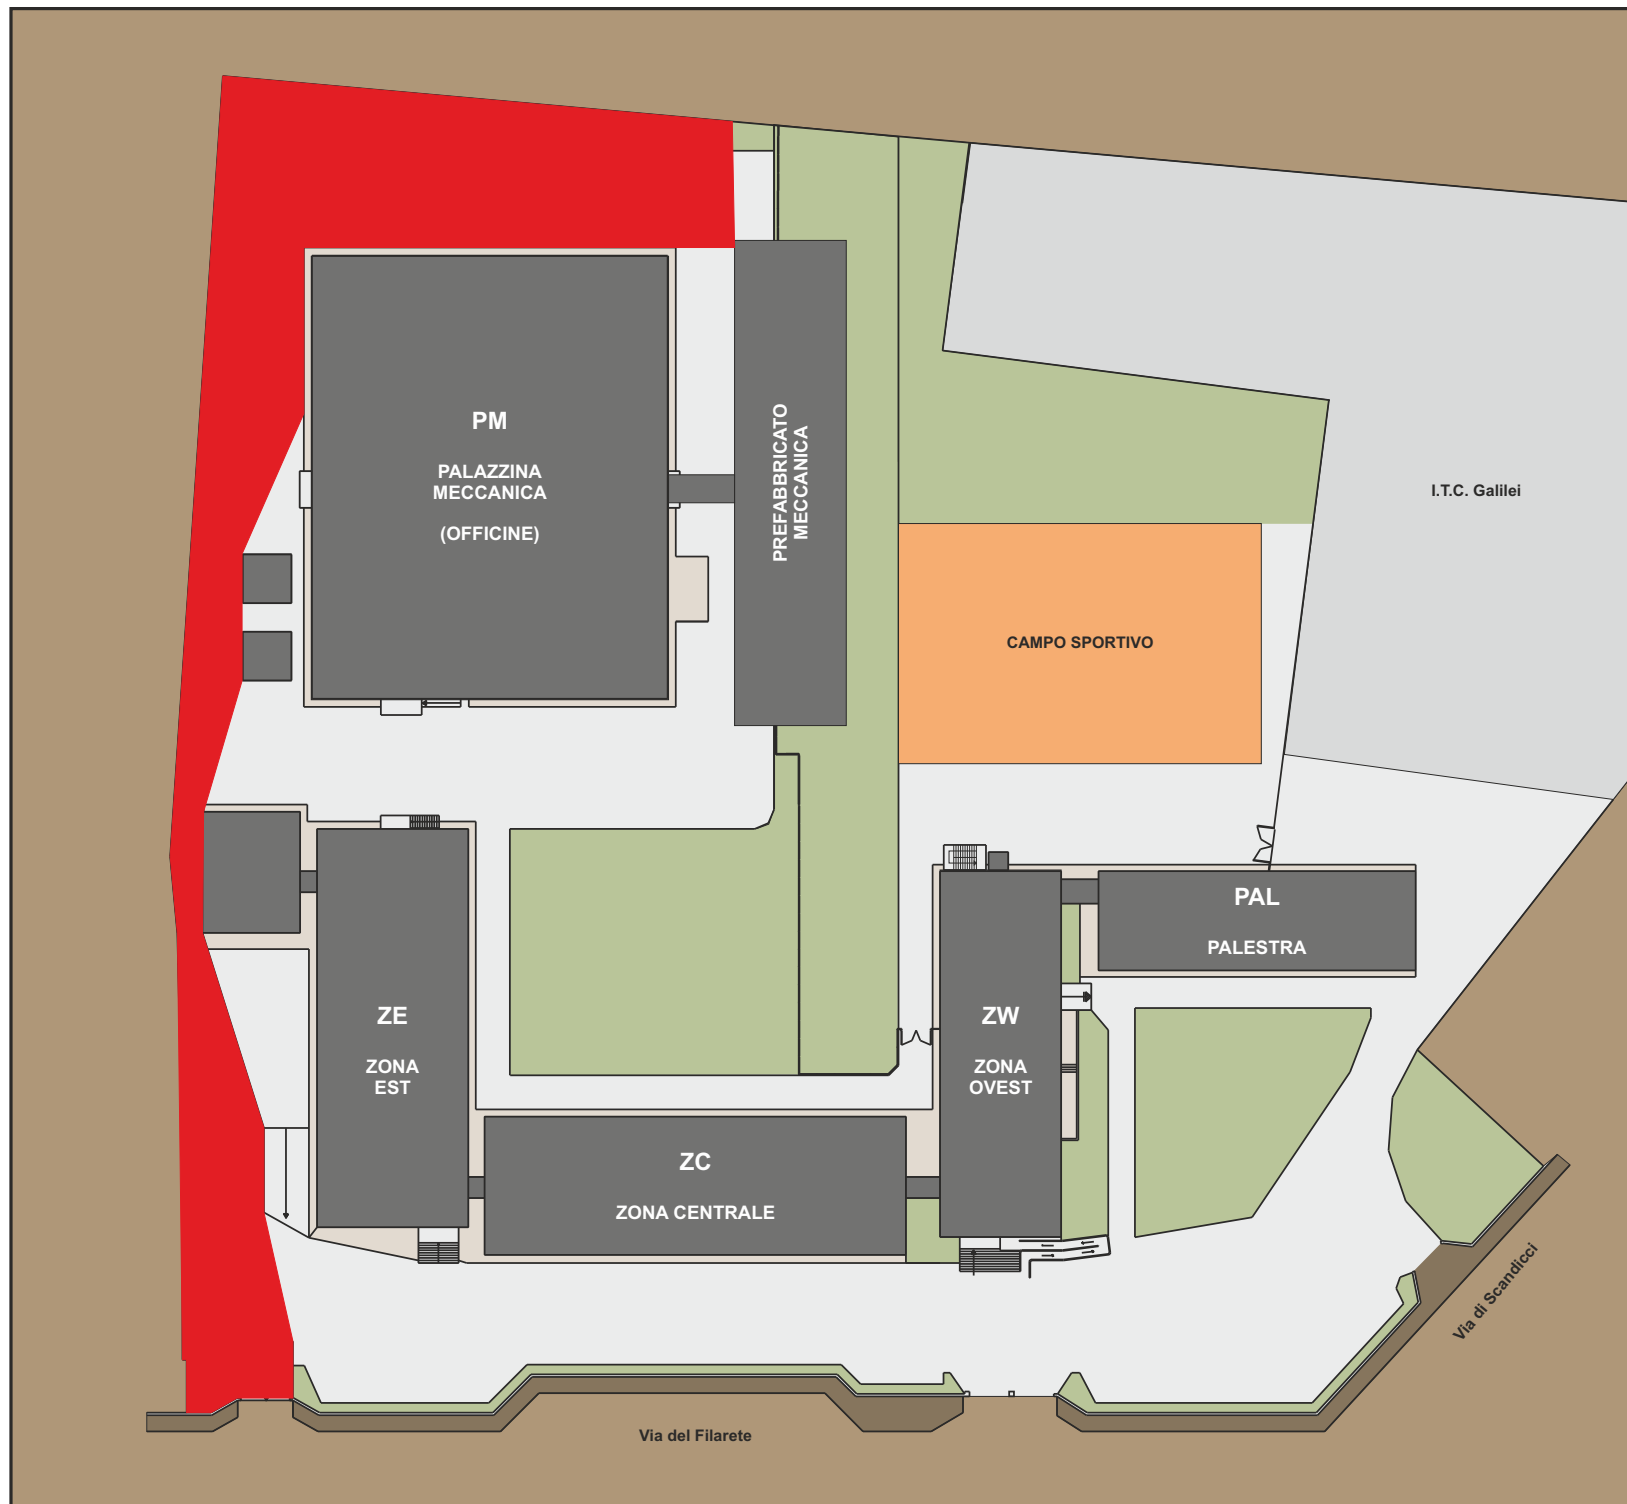 PM
PALAZZINA
MECCANICA
(OFFICINE)
PREFABBRICATO
MECCANICA
I.T.C. Galilei
CAMPO SPORTIVO
PAL
PALESTRA
ZE
ZONA
EST
ZW
ZONA
OVEST
ZC
ZONA CENTRALE
Via di Scandicci
Via del Filarete